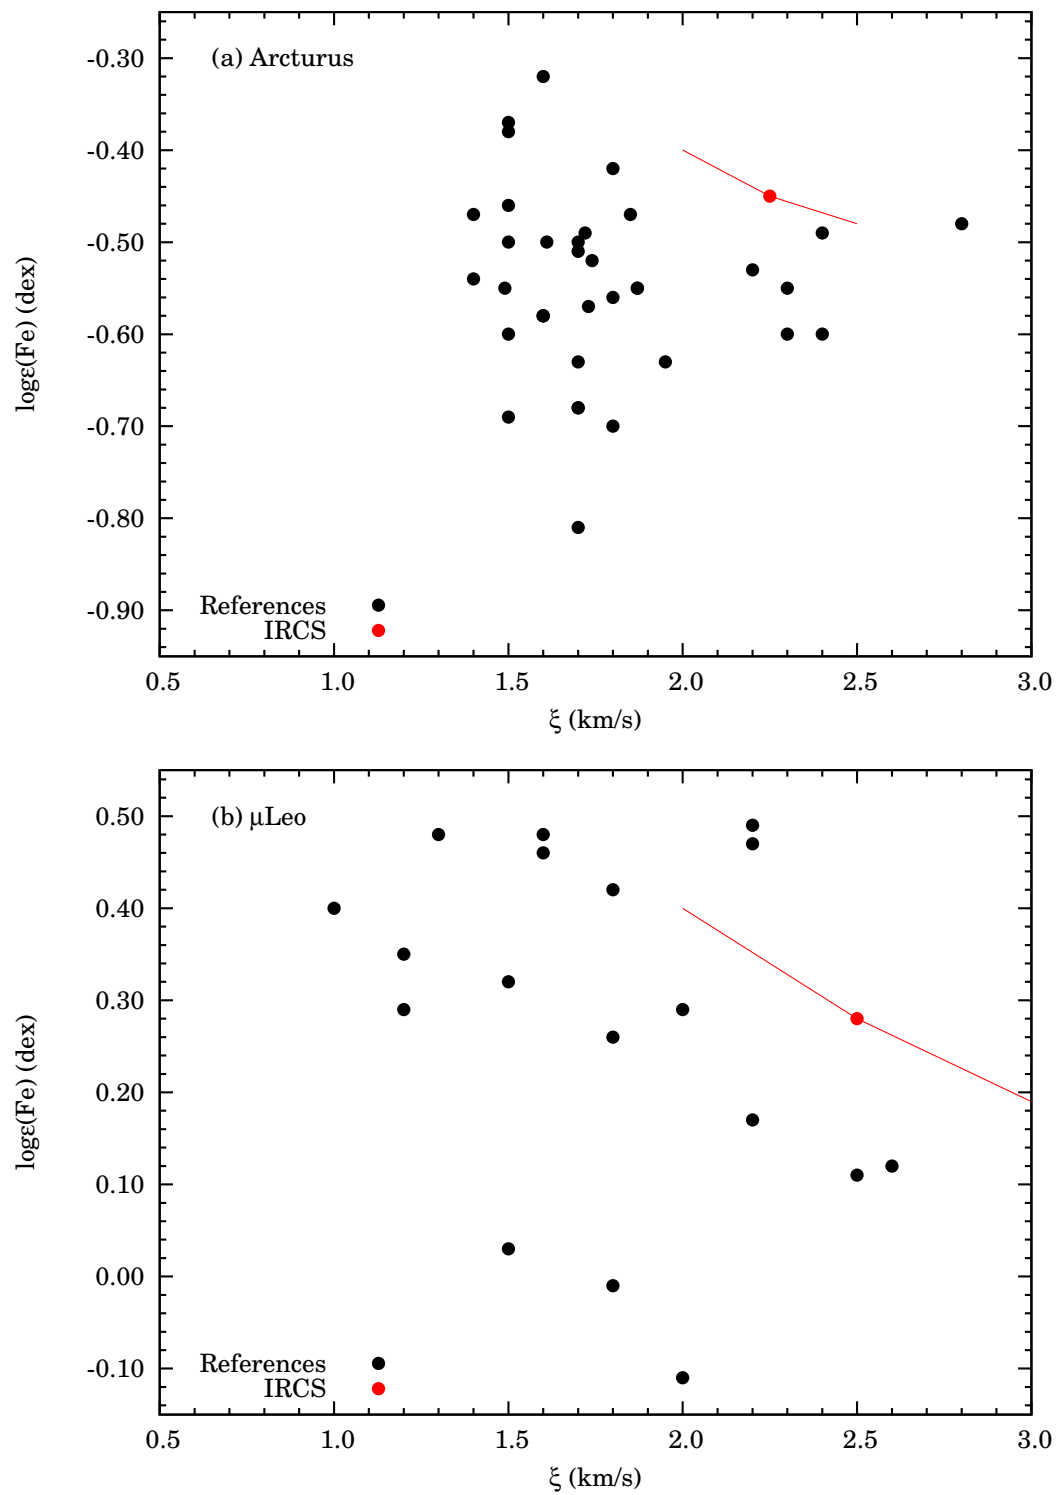 (a) Arcturus
-0.30
-0.40
-0.50
-0.60
-0.70
-0.80
-0.90
logε(Fe) (dex)
References
IRCS
0.5 1.0 1.5 2.0 2.5 3.0
ξ (km/s)
(b) μLeo
0.50
0.40
0.30
0.20
0.10
0.00
-0.10
logε(Fe) (dex)
References
IRCS
0.5 1.0 1.5 2.0 2.5 3.0
ξ (km/s)